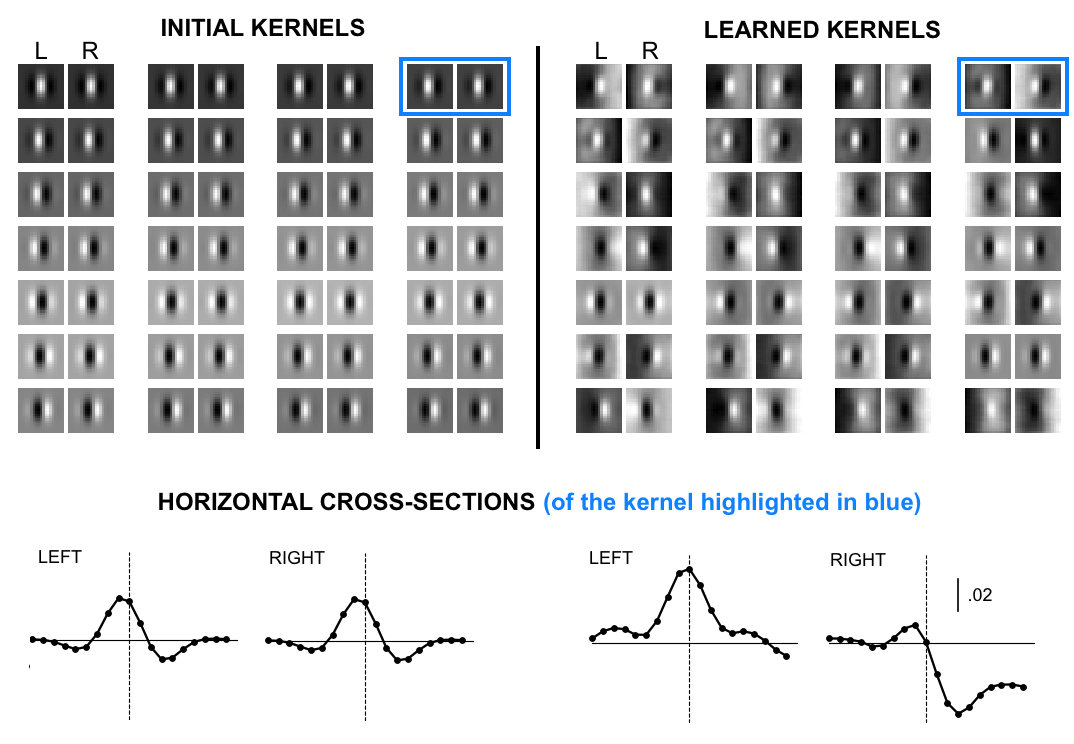 INITIAL KERNELS
L R
LEARNED KERNELS
L R
HORIZONTAL CROSS-SECTIONS (of the kernel highlighted in blue)
LEFT
RIGHT
LEFT
RIGHT
.02